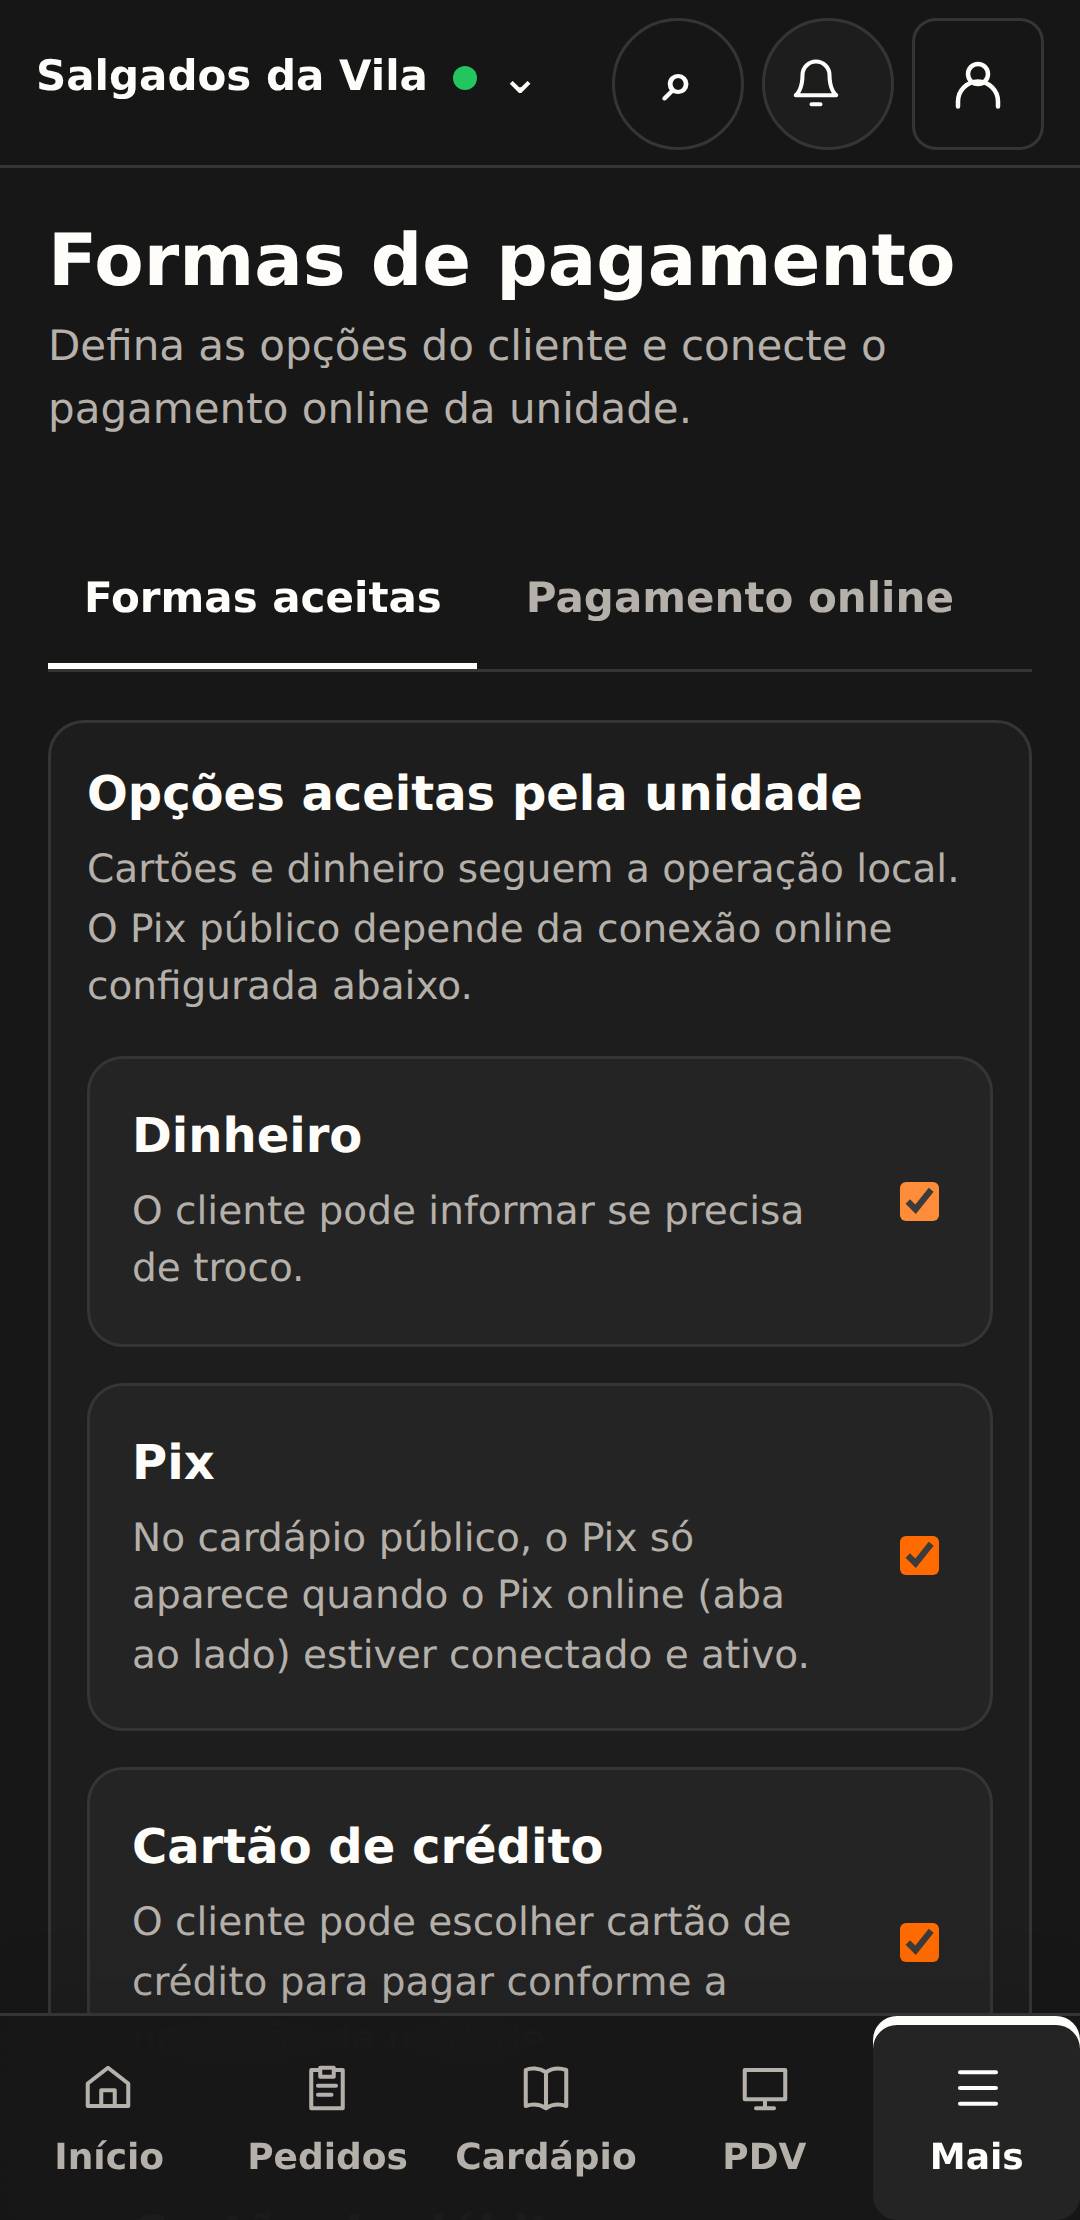 Salgados da Vila
Formas de pagamento
Defina as opções do cliente e conecte o
pagamento online da unidade.
Formas aceitas
Pagamento online
Opções aceitas pela unidade
Cartões e dinheiro seguem a operação local.
O Pix público depende da conexão online
configurada abaixo.
Dinheiro
O cliente pode informar se precisa
de troco.
Pix
No cardápio público, o Pix só
aparece quando o Pix online (aba
ao lado) estiver conectado e ativo.
Cartão de crédito
O cliente pode escolher cartão de
crédito para pagar conforme a
Início
Pedidos
Cardápio
PDV
Mais